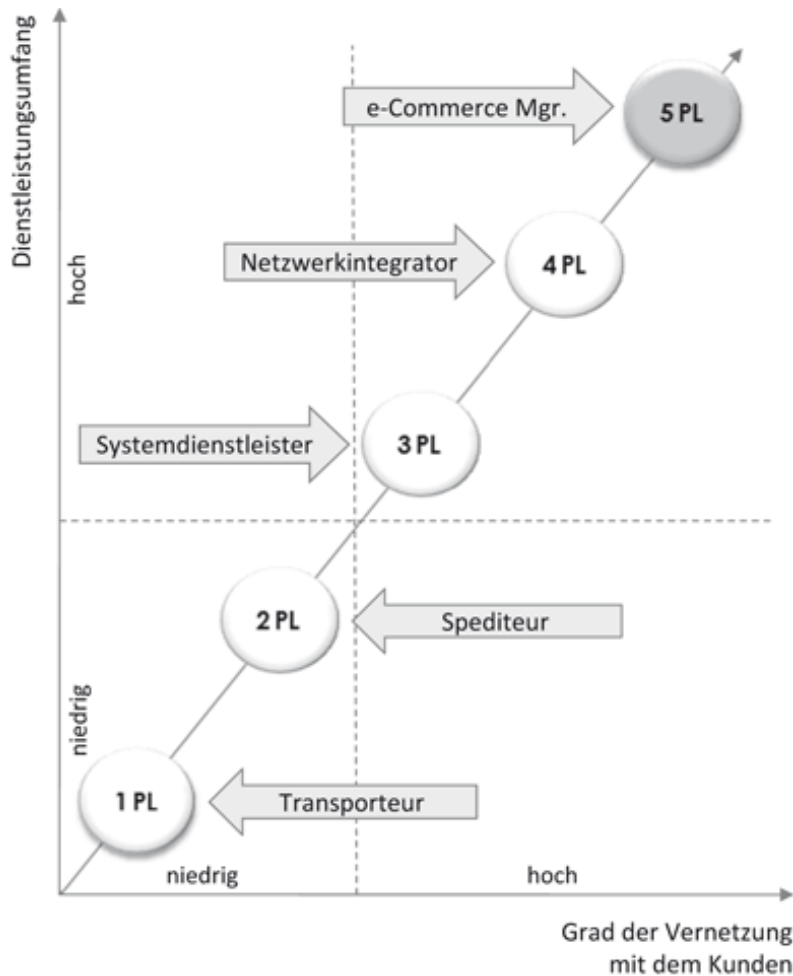 Dienstleistungsumfang
hoch
niedrig
e-Commerce Mgr.
5 PL
Netzwerkintegrator
4 PL
Systemdienstleister
3 PL
2 PL
Spediteur
1 PL
Transporteur
niedrig
hoch
Grad der Vernetzung
mit dem Kunden